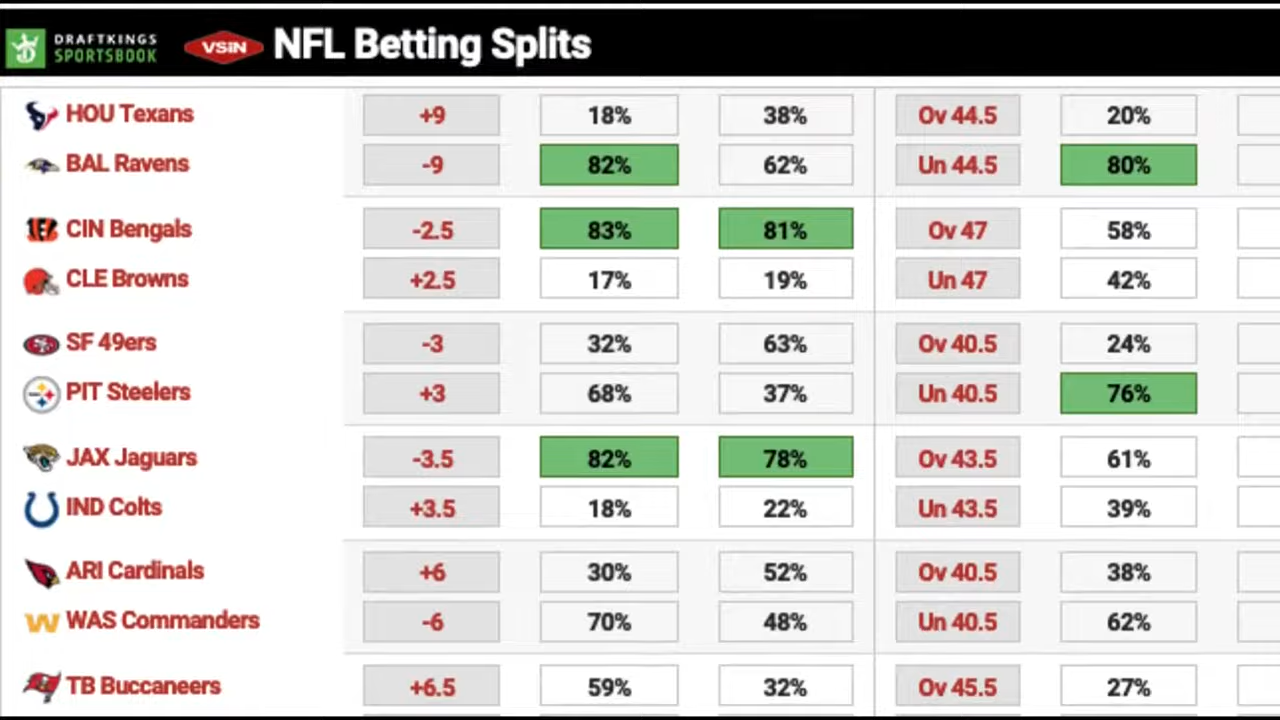 DRAFTKINGS
SPORTSBOOK
VSiN
NFL Betting Splits
HOU Texans +9 18% 38% Ov 44.5 20%
BAL Ravens -9 82% 62% Un 44.5 80%
CIN Bengals -2.5 83% 81% Ov 47 58%
CLE Browns +2.5 17% 19% Un 47 42%
SF 49ers -3 32% 63% Ov 40.5 24%
PIT Steelers +3 68% 37% Un 40.5 76%
JAX Jaguars -3.5 82% 78% Ov 43.5 61%
IND Colts +3.5 18% 22% Un 43.5 39%
ARI Cardinals +6 30% 52% Ov 40.5 38%
WAS Commanders -6 70% 48% Un 40.5 62%
TB Buccaneers +6.5 59% 32% Ov 45.5 27%